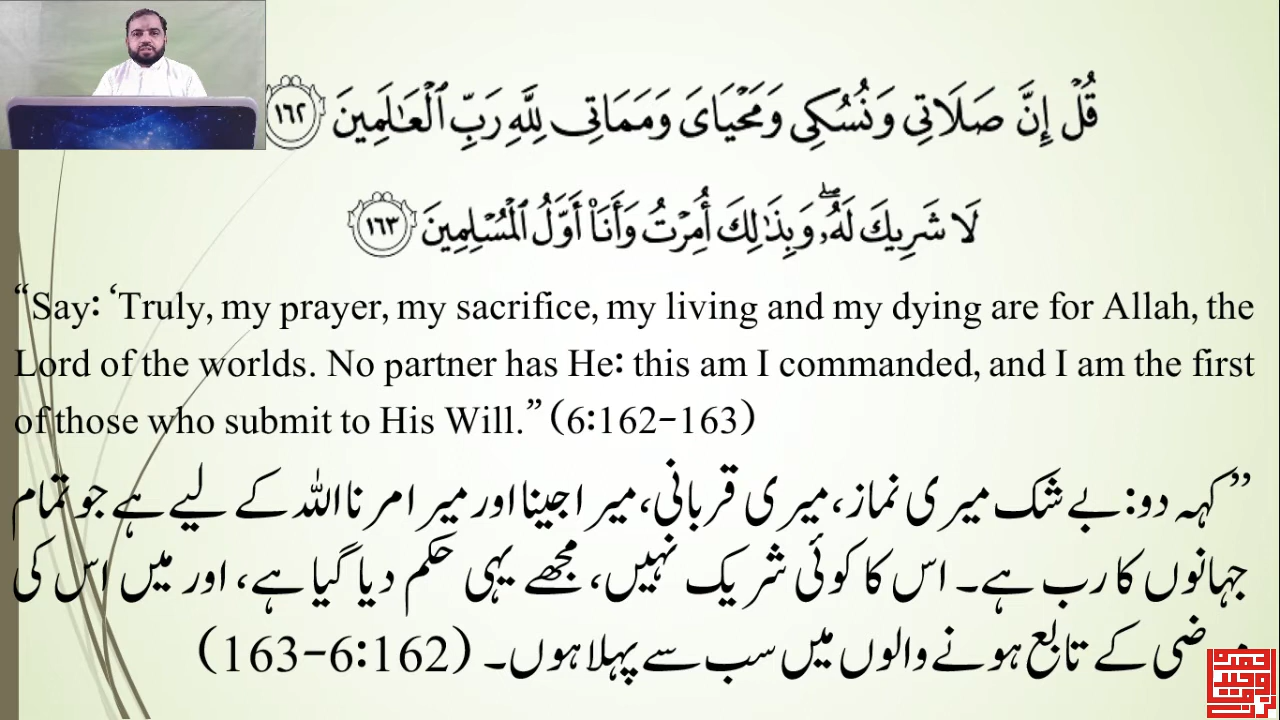 قُلۡ إِنَّ صَلَاتِي وَنُسُكِي وَمَحۡيَايَ وَمَمَاتِي لِلَّهِ رَبِّ ٱلۡعَٰلَمِينَ ١٦٢
لَا شَرِيكَ لَهُۥۖ وَبِذَٰلِكَ أُمِرۡتُ وَأَنَا۠ أَوَّلُ ٱلۡمُسۡلِمِينَ ١٦٣
“Say: ‘Truly, my prayer, my sacrifice, my living and my dying are for Allah, the
Lord of the worlds. No partner has He: this am I commanded, and I am the first
of those who submit to His Will.” (6:162-163)
”کہہ دو: بے شک میری نماز، میری قربانی، میرا جینا اور میرا مرنا اللہ کے لیے ہے جو تمام
جہانوں کا رب ہے۔ اس کا کوئی شریک نہیں، مجھے یہی حکم دیا گیا ہے، اور میں اس کی
مرضی کے تابع ہونے والوں میں سب سے پہلا ہوں۔ (6:162-163)